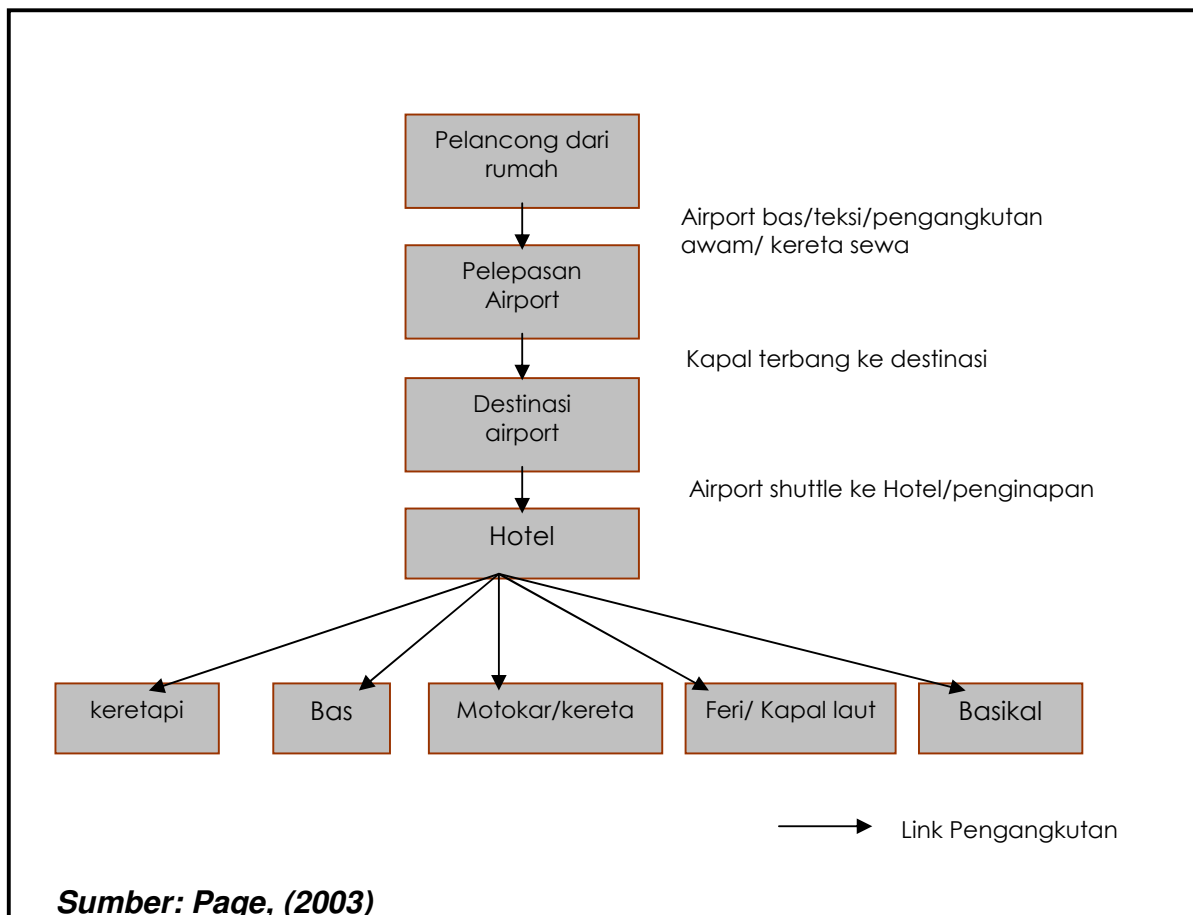 Pelancong dari
rumah
Airport bas/teksi/pengangkutan
awam/ kereta sewa
Pelepasan
Airport
Kapal terbang ke destinasi
Destinasi
airport
Airport shuttle ke Hotel/penginapan
Hotel
keretapi
Bas
Motokar/kereta
Feri/ Kapal laut
Basikal
Link Pengangkutan
Sumber: Page, (2003)